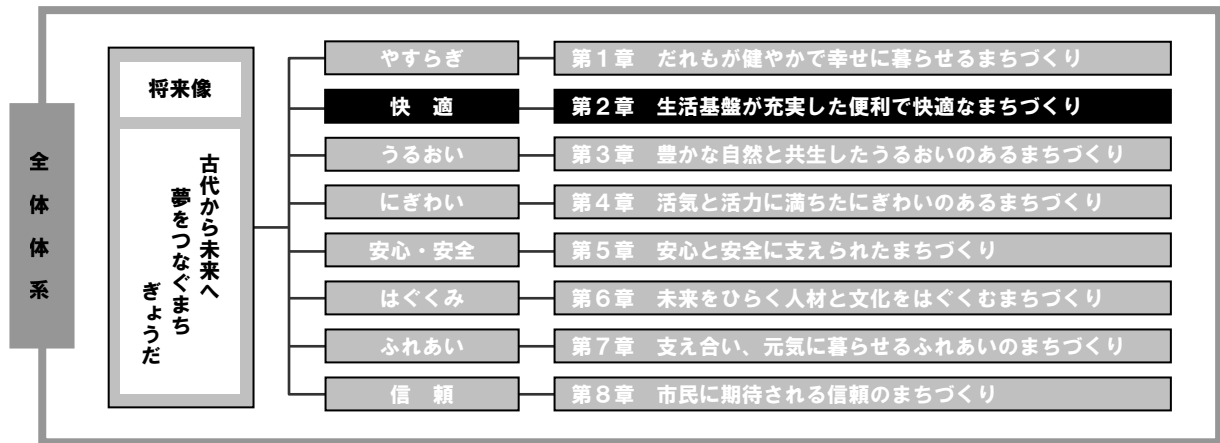 全体体系
将来像
古代から未来へ
夢をつなぐまち
ぎょうだ
やすらぎ
第1章 だれもが健やかで幸せに暮らせるまちづくり
快 適
第2章 生活基盤が充実した便利で快適なまちづくり
うるおい
第3章 豊かな自然と共生したうるおいのあるまちづくり
にぎわい
第4章 活気と活力に満ちたにぎわいのあるまちづくり
安心・安全
第5章 安心と安全に支えられたまちづくり
はぐくみ
第6章 未来をひらく人材と文化をはぐくむまちづくり
ふれあい
第7章 支え合い、元気に暮らせるふれあいのまちづくり
信 頼
第8章 市民に期待される信頼のまちづくり